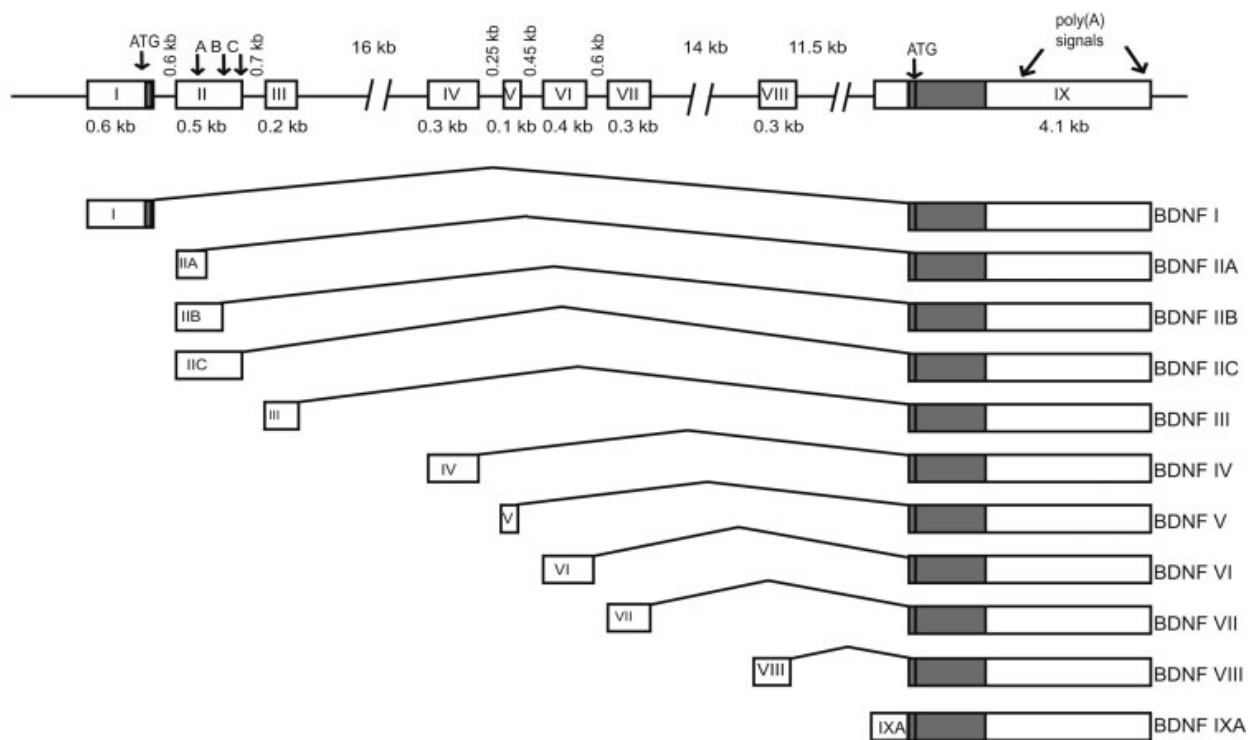 poly(A)
signals
ATG
0.6 kb
A B C
0.7 kb
16 kb
0.25 kb
0.45 kb
0.6 kb
14 kb
11.5 kb
ATG
I
II
III
IV
V
VI
VII
VIII
IX
0.6 kb
0.5 kb
0.2 kb
0.3 kb
0.1 kb
0.4 kb
0.3 kb
0.3 kb
4.1 kb
I
BDNF I
IIA
BDNF IIA
IIB
BDNF IIB
IIC
BDNF IIC
III
BDNF III
IV
BDNF IV
V
BDNF V
VI
BDNF VI
VII
BDNF VII
VIII
BDNF VIII
IXA
BDNF IXA